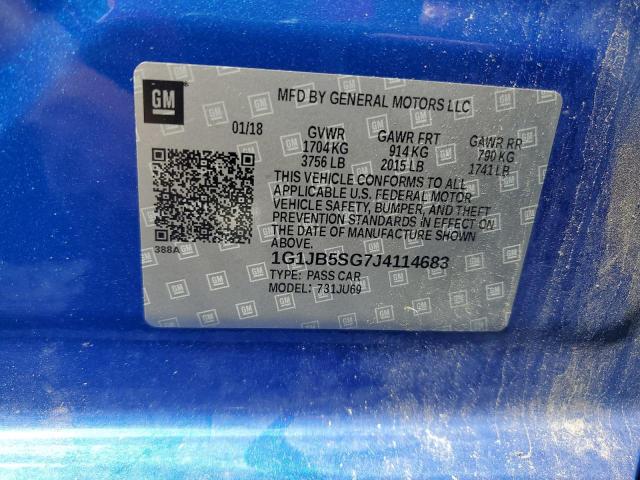 GM
MFD BY GENERAL MOTORS LLC
01/18 GVWR GAWR FRT GAWR RR
1704 KG 914 KG 790 KG
3756 LB 2015 LB 1741 LB
THIS VEHICLE CONFORMS TO ALL
APPLICABLE U.S. FEDERAL MOTOR
VEHICLE SAFETY, BUMPER, AND THEFT
PREVENTION STANDARDS IN EFFECT ON
THE DATE OF MANUFACTURE SHOWN
ABOVE.
388A
1G1JB5SG7J4114683
TYPE: PASS CAR
MODEL: 731JU69